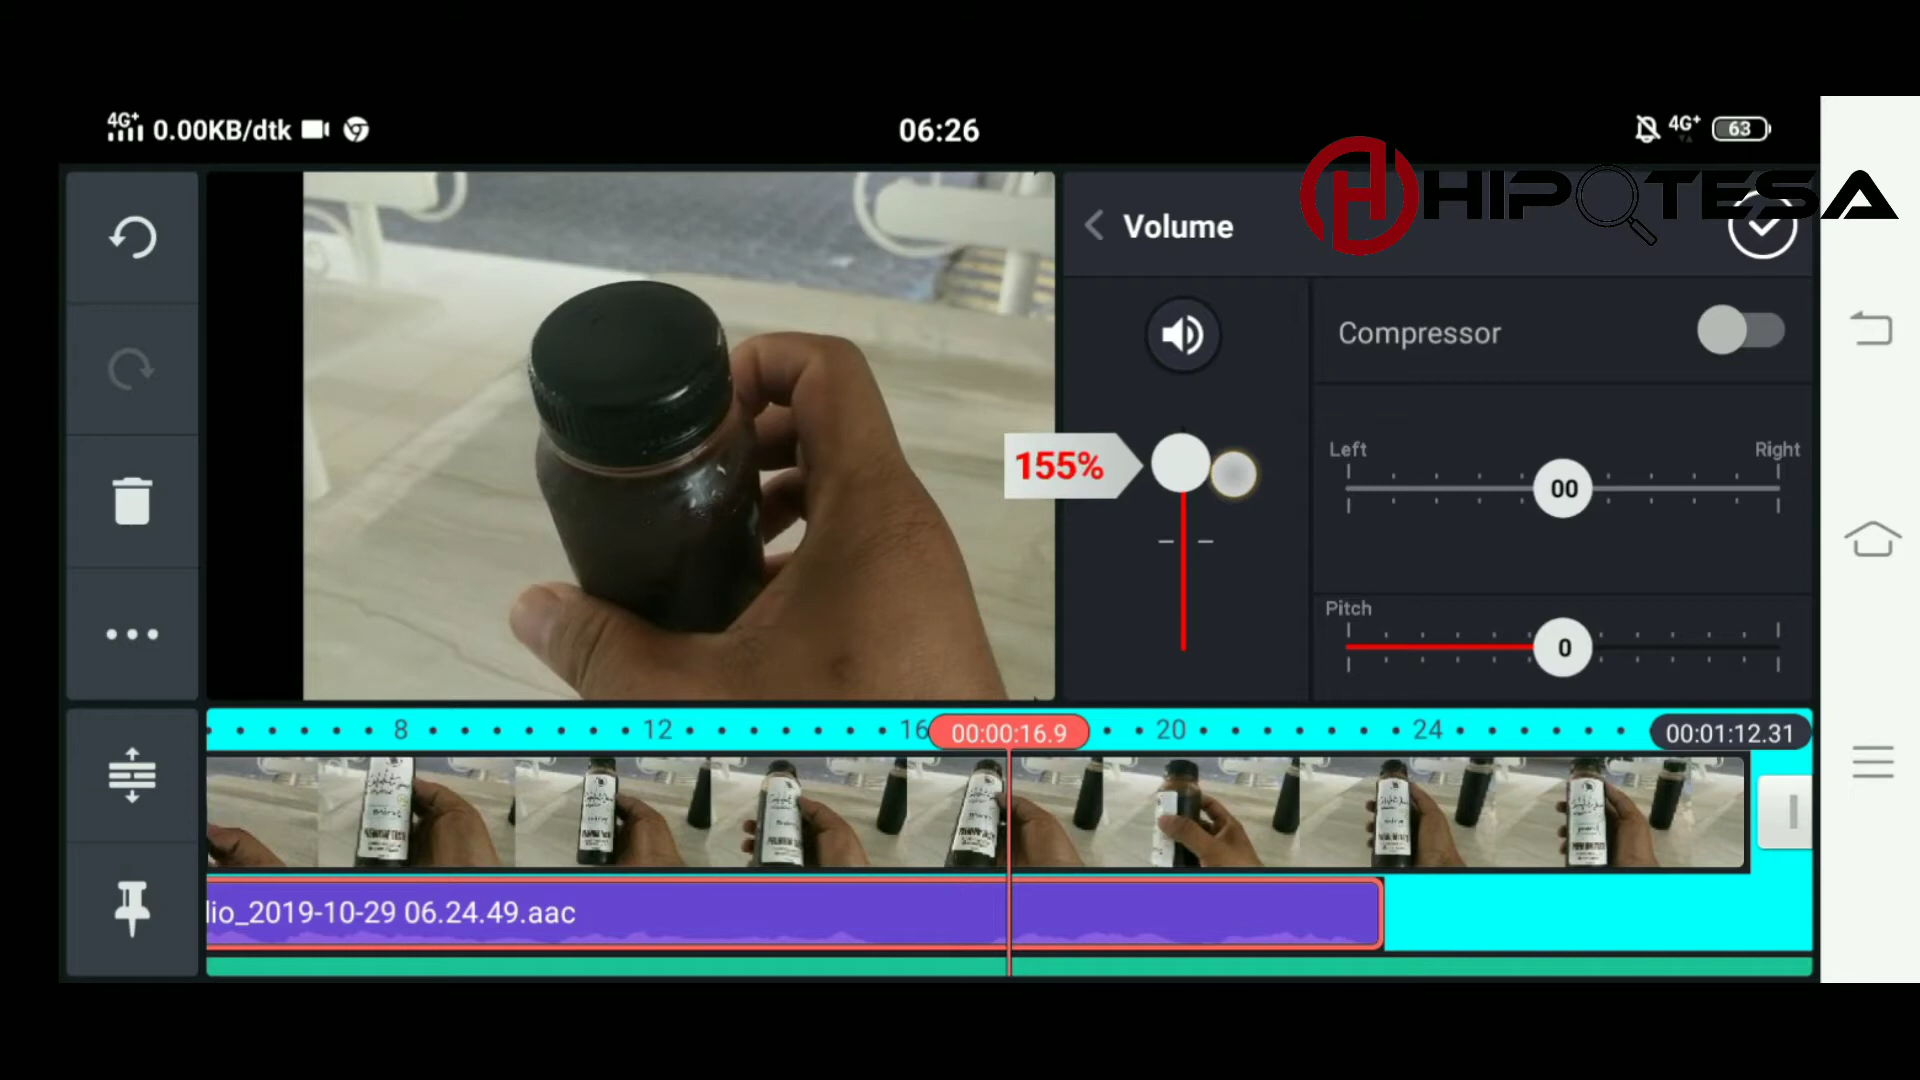 4G+ 0.00KB/dtk
06:26
4G+ 63
HIPOTESA
Volume
Compressor
155%
Left
Right
00
Pitch
0
8
12
16
00:00:16.9
20
24
00:01:12.31
lio_2019-10-29 06.24.49.aac